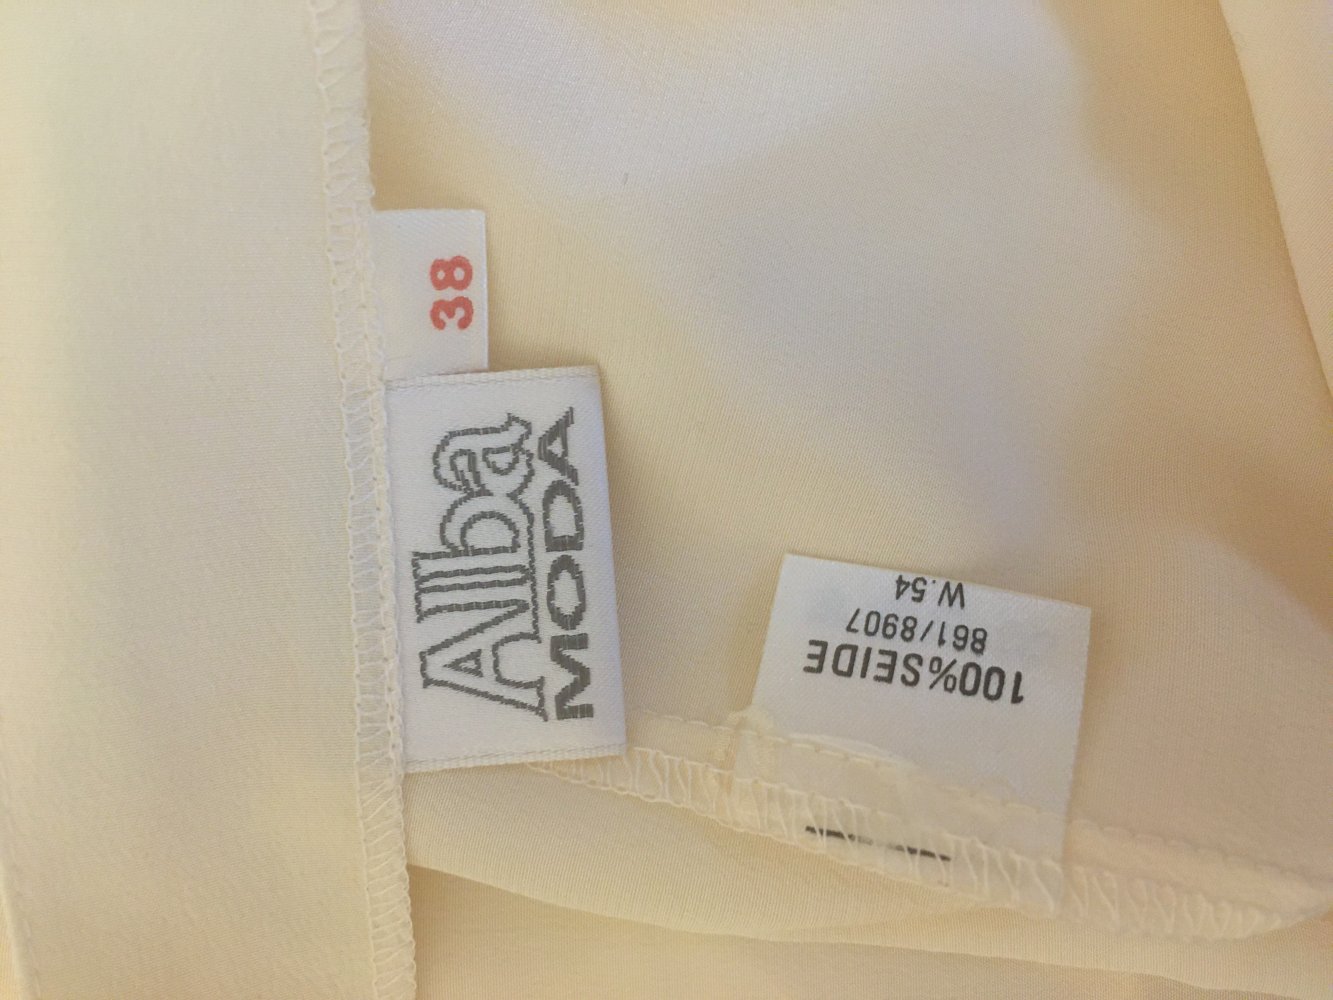 38
Alba
MODA
100%SEIDE
861/8907
W.54